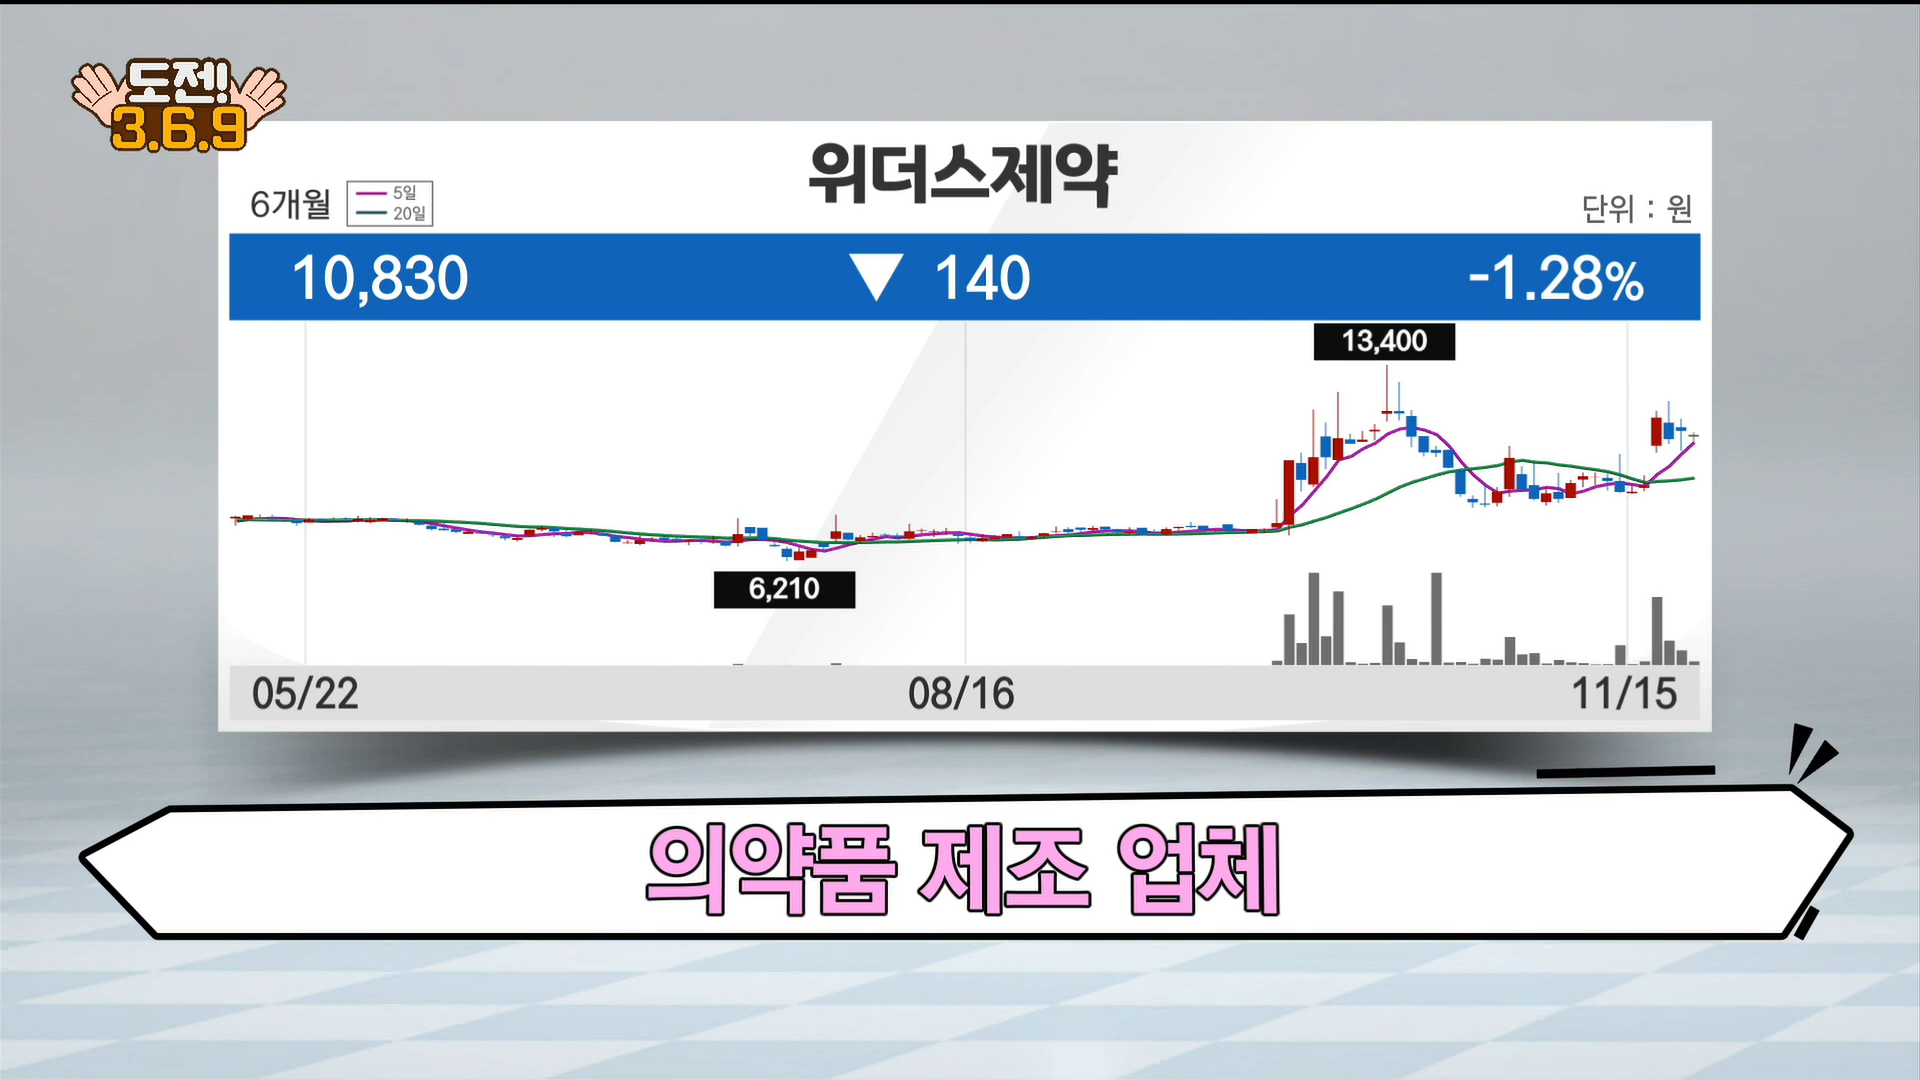 도전!
3.6.9
위더스제약
6개월
5일
20일
단위 : 원
10,830 ▼ 140 -1.28%
13,400
6,210
05/22 08/16 11/15
의약품 제조 업체